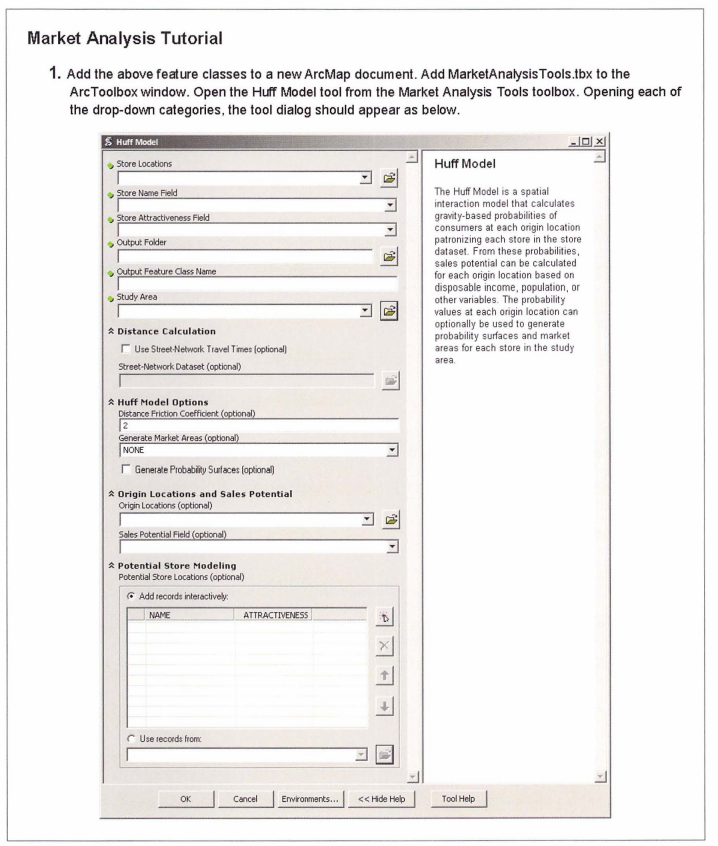 Market Analysis Tutorial
1. Add the above feature classes to a new ArcMap document. Add MarketAnalysisTools.tbx to the
ArcToolbox window. Open the Huff Model tool from the Market Analysis Tools toolbox. Opening each of
the drop-down categories, the tool dialog should appear as below.
Huff Model
Store Locations
Store Name Field
Store Attractiveness Field
Output Folder
Output Feature Class Name
Study Area
Distance Calculation
Use Street-Network Travel Times (optional)
Street-Network Dataset (optional)
Huff Model Options
Distance Friction Coefficient (optional)
2
Generate Market Areas (optional)
NONE
Generate Probability Surfaces (optional)
Origin Locations and Sales Potential
Origin Locations (optional)
Sales Potential Field (optional)
Potential Store Modeling
Potential Store Locations (optional)
Add records interactively:
NAME ATTRACTIVENESS
Use records from:
Huff Model
The Huff Model is a spatial
interaction model that calculates
gravity-based probabilities of
consumers at each origin location
patronizing each store in the store
dataset. From these probabilities,
sales potential can be calculated
for each origin location based on
disposable income, population, or
other variables. The probability
values at each origin location can
optionally be used to generate
probability surfaces and market
areas for each store in the study
area.
OK Cancel Environments... << Hide Help Tool Help